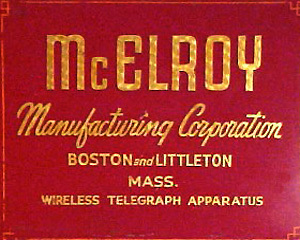 McELROY
Manufacturing Corporation
BOSTON and LITTLETON
MASS.
WIRELESS TELEGRAPH APPARATUS